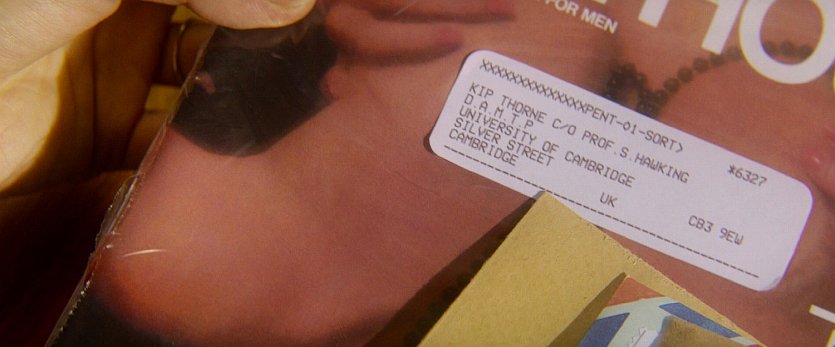 FOR MEN
XXXXXXXXXXXXXXXPENT-01-SORT>
KIP THORNE C/O PROF.S.HAWKING *6327
D.A.M.T.P
UNIVERSITY OF CAMBRIDGE
SILVER STREET
CAMBRIDGE
UK
CB3 9EW